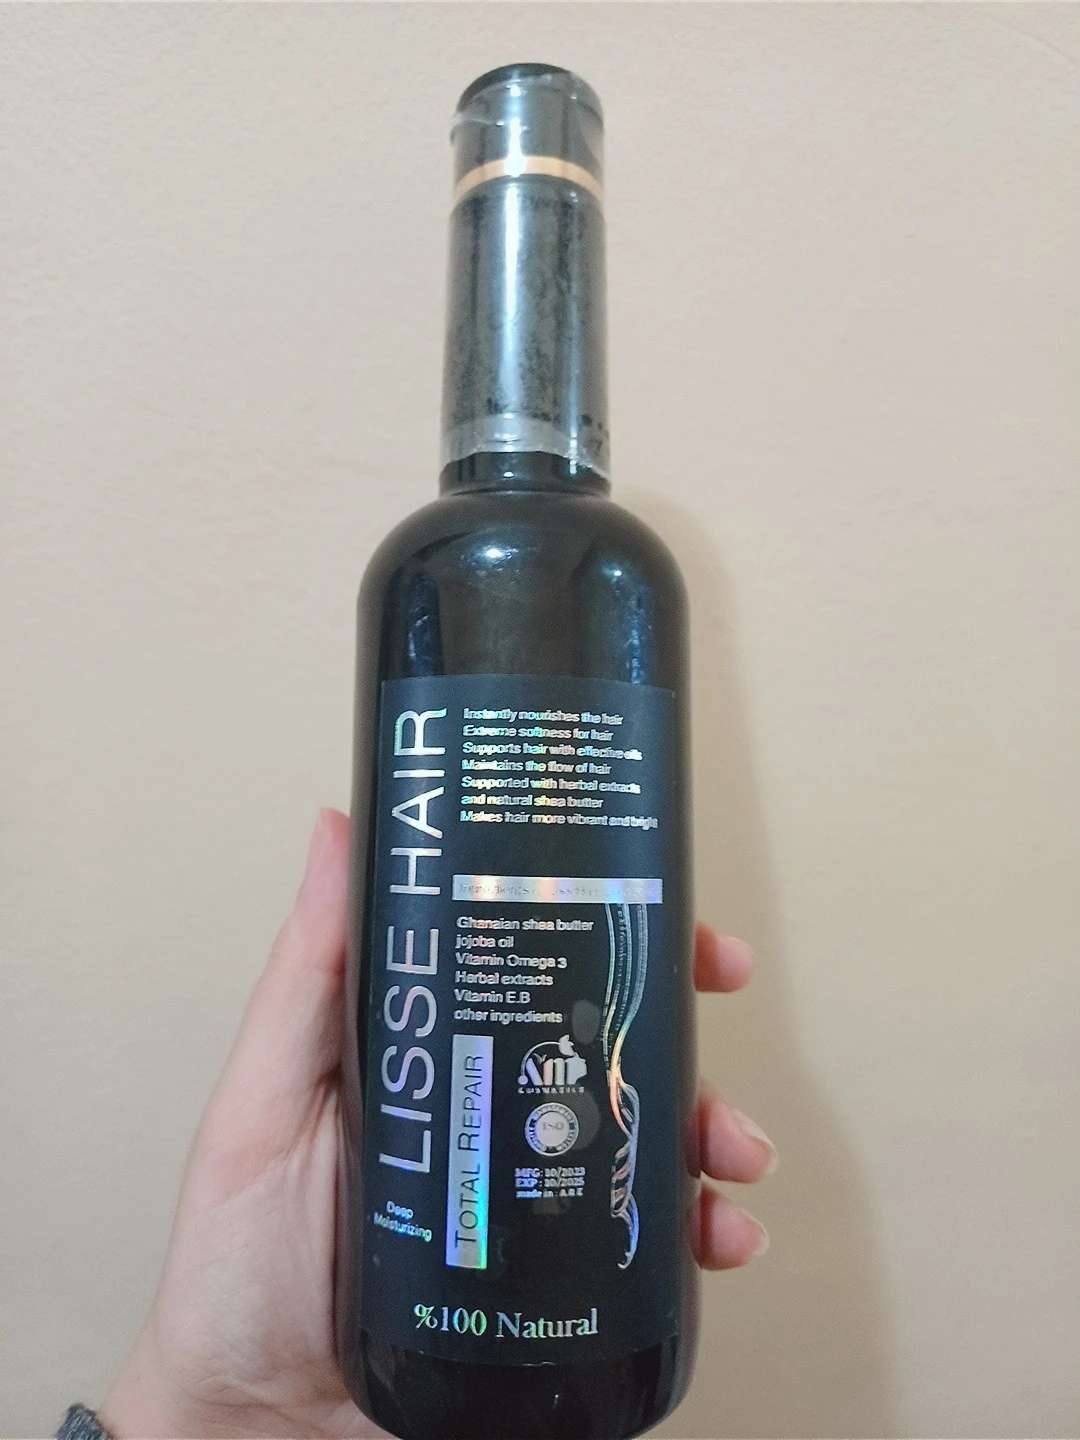 LISSE HAIR
Deep
Moisturizing
Instantly nourishes the hair
Extreme softness for hair
Supports hair with effective oils
Maintains the flow of hair
Supported with herbal extracts
and natural shea butter
Makes hair more vibrant and bright
Ghanaian shea butter
jojoba oil
Vitamin Omega 3
Herbal extracts
Vitamin E.B
other ingredients
TOTAL REPAIR
ISO
MFG: 10/2023
EXP: 10/2025
made in: A.R.E
%100 Natural